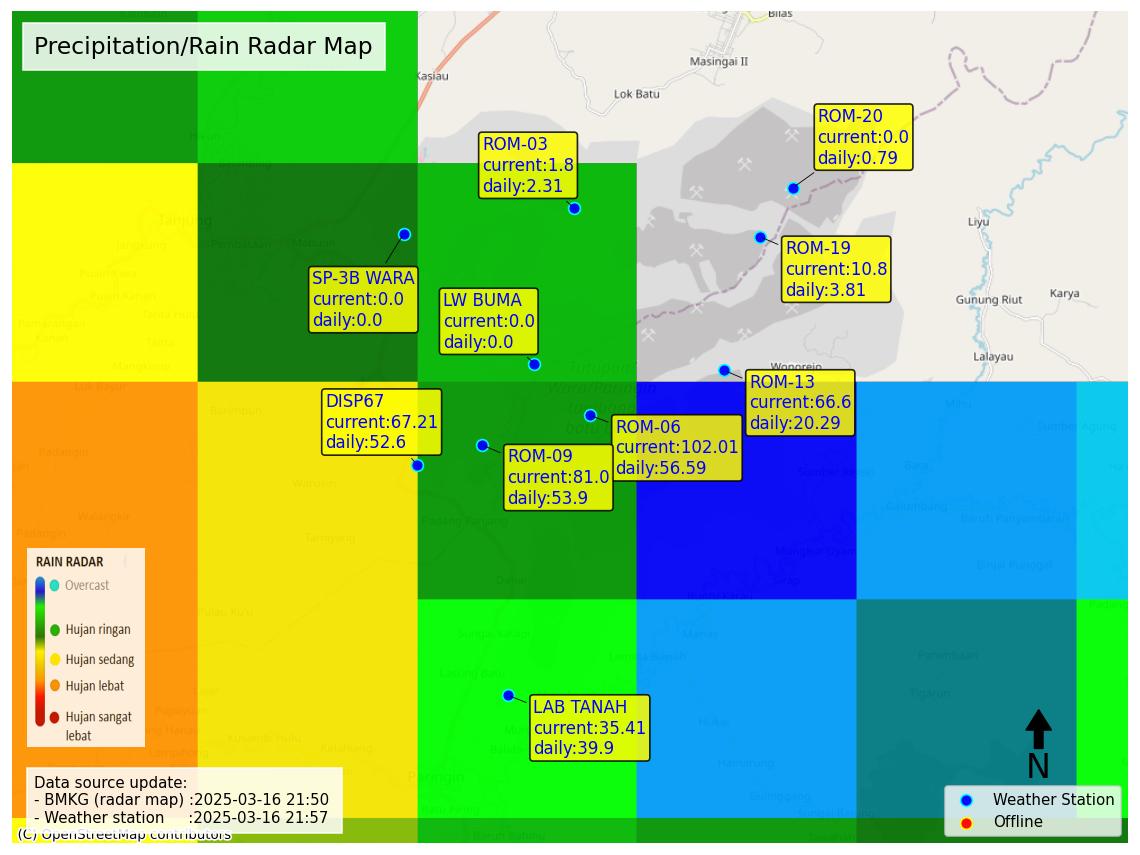 Precipitation/Rain Radar Map
Bilas
Masingai II
Kasiau
Lok Batu
ROM-20
current:0.0
daily:0.79
ROM-03
current:1.8
daily:2.31
Tanjung
Liyu
ROM-19
current:10.8
daily:3.81
SP-3B WARA
current:0.0
daily:0.0
LW BUMA
current:0.0
daily:0.0
Gunung Riut
Karya
Lalayau
Wonorejo
ROM-13
current:66.6
daily:20.29
DISP67
current:67.21
daily:52.6
ROM-06
current:102.01
daily:56.59
ROM-09
current:81.0
daily:53.9
Padang Panjang
Dahai
RAIN RADAR
Overcast
Hujan ringan
Hujan sedang
Hujan lebat
Hujan sangat
lebat
LAB TANAH
current:35.41
daily:39.9
Paringin
N
Data source update:
- BMKG (radar map) :2025-03-16 21:50
- Weather station :2025-03-16 21:57
(C) OpenStreetMap contributors
Weather Station
Offline